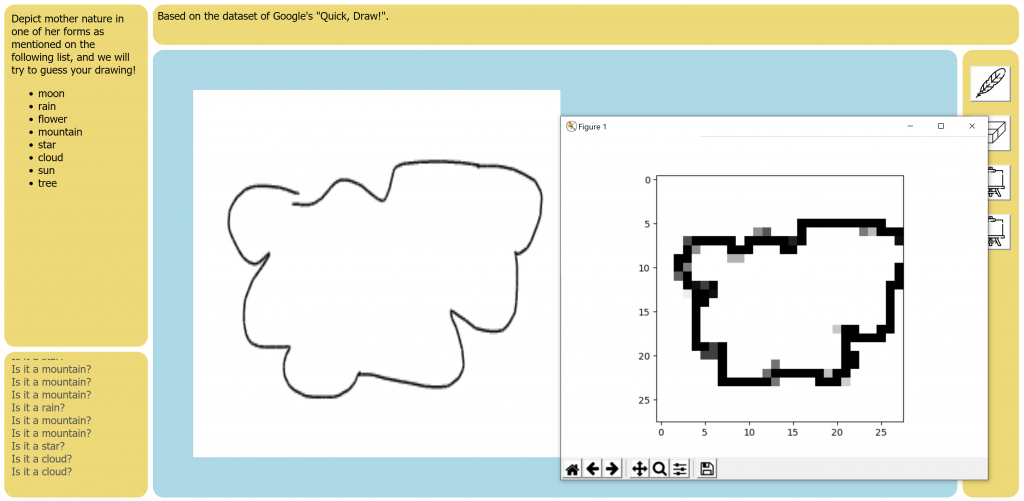 Depict mother nature in
one of her forms as
mentioned on the
following list, and we will
try to guess your drawing!
• moon
• rain
• flower
• mountain
• star
• cloud
• sun
• tree
Is it a star?
Is it a mountain?
Is it a mountain?
Is it a mountain?
Is it a rain?
Is it a mountain?
Is it a mountain?
Is it a star?
Is it a cloud?
Is it a cloud?
Based on the dataset of Google's "Quick, Draw!".
Figure 1
0
5
10
15
20
25
0 5 10 15 20 25